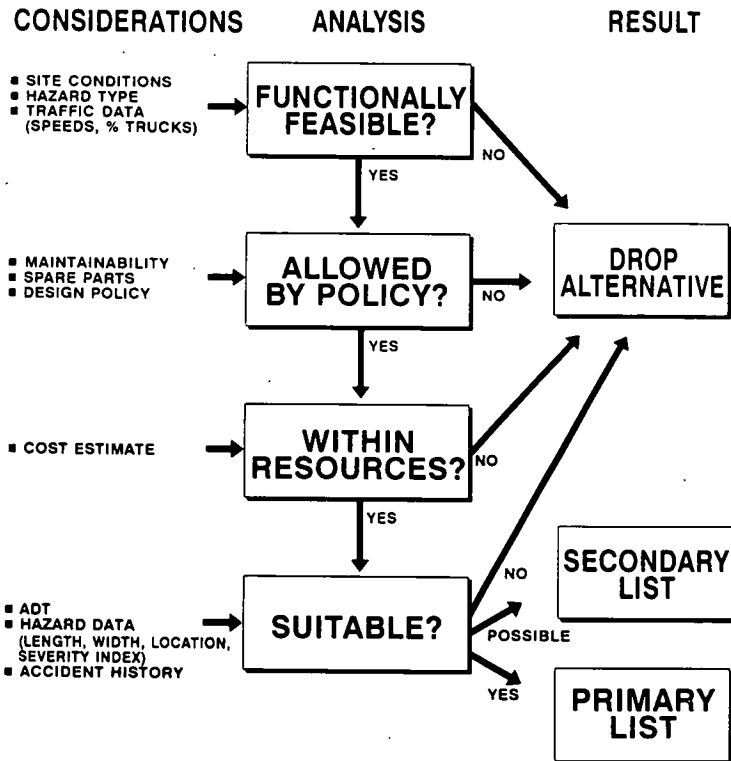 CONSIDERATIONS ANALYSIS RESULT
■ SITE CONDITIONS
■ HAZARD TYPE
■ TRAFFIC DATA
(SPEEDS, % TRUCKS)
FUNCTIONALLY
FEASIBLE?
NO
YES
■ MAINTAINABILITY
■ SPARE PARTS
■ DESIGN POLICY
ALLOWED
BY POLICY?
NO
DROP
ALTERNATIVE
YES
■ COST ESTIMATE
WITHIN
RESOURCES?
NO
YES
■ ADT
■ HAZARD DATA
(LENGTH, WIDTH, LOCATION,
SEVERITY INDEX)
■ ACCIDENT HISTORY
SUITABLE?
NO
POSSIBLE
YES
SECONDARY
LIST
PRIMARY
LIST